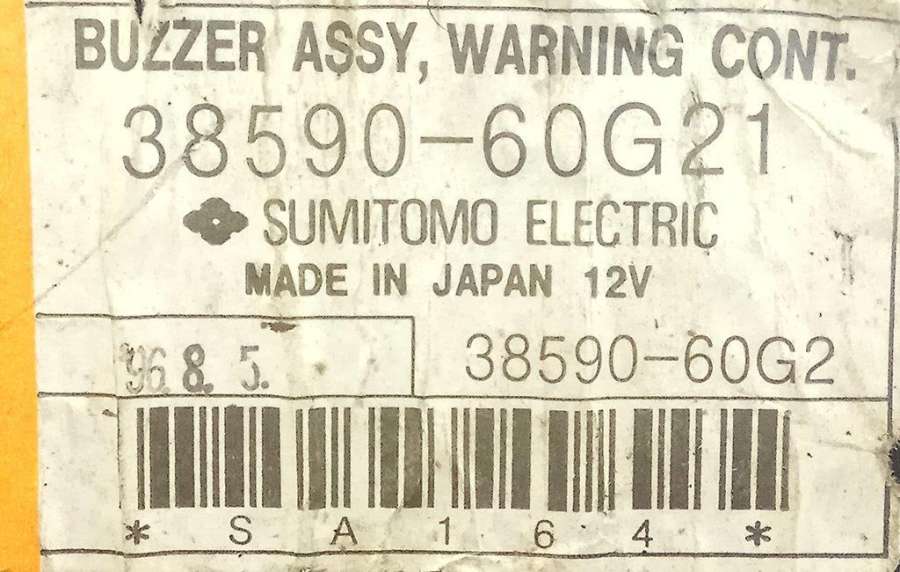 BUZZER ASSY, WARNING CONT.
38590-60G21
SUMITOMO ELECTRIC
MADE IN JAPAN 12V
'96.8.5.
38590-60G2
* S A 1 6 4 *